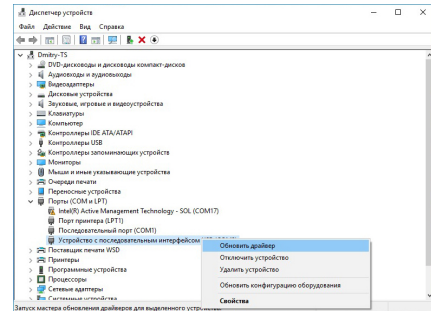 Диспетчер устройств
Файл Действие Вид Справка
Dmitry-TS
DVD-дисководы и дисководы компакт-дисков
Аудиовходы и аудиовыходы
Видеоадаптеры
Дисковые устройства
Звуковые, игровые и видеоустройства
Клавиатуры
Компьютер
Контроллеры IDE ATA/ATAPI
Контроллеры USB
Контроллеры запоминающих устройств
Мониторы
Мыши и иные указывающие устройства
Очереди печати
Переносные устройства
Порты (COM и LPT)
Intel(R) Active Management Technology - SOL (COM17)
Порт принтера (LPT1)
Последовательный порт (COM1)
Устройство с последовательным интерфейсом
Обновить драйвер
Отключить устройство
Удалить устройство
Обновить конфигурацию оборудования
Свойства
Поставщик печати WSD
Принтеры
Программные устройства
Процессоры
Сетевые адаптеры
Системные устройства
Запуск мастера обновления драйверов для выделенного устройства